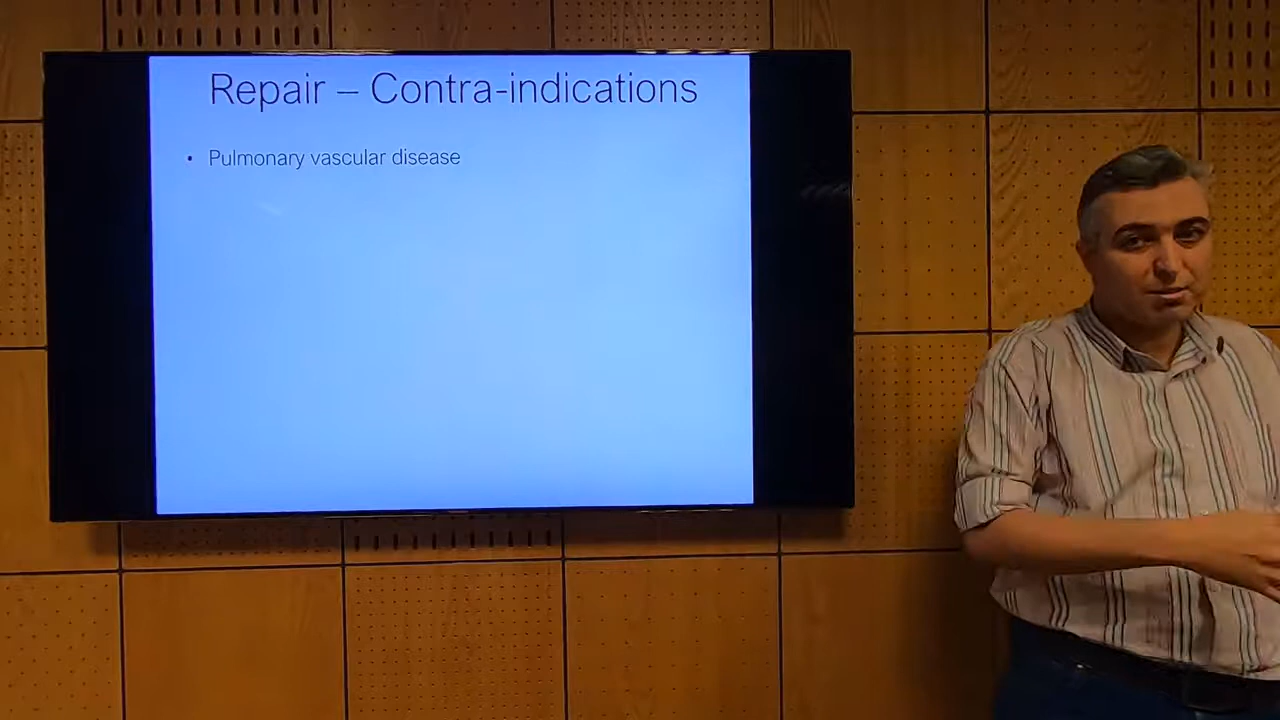 Repair – Contra-indications
• Pulmonary vascular disease